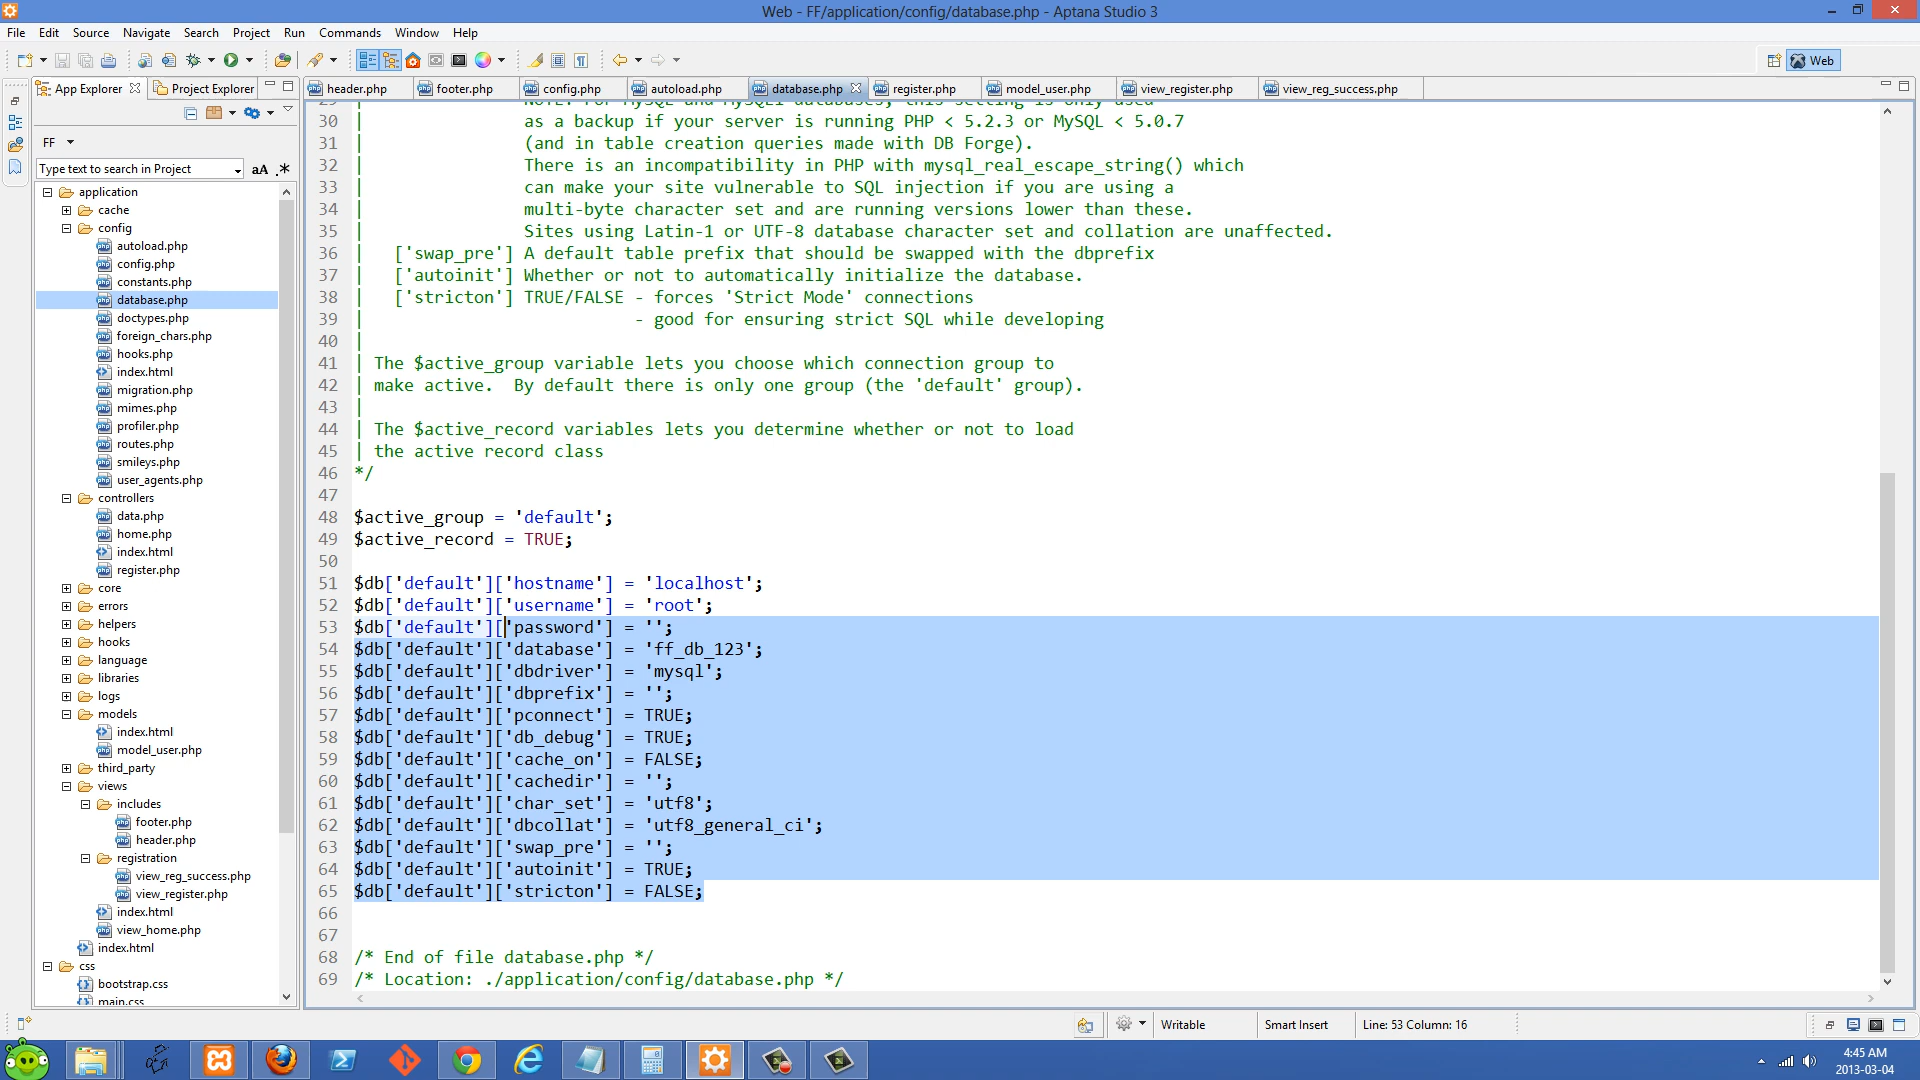 Web - FF/application/config/database.php - Aptana Studio 3
File Edit Source Navigate Search Project Run Commands Window Help
Web
App Explorer Project Explorer
header.php footer.php config.php autoload.php database.php register.php model_user.php view_register.php view_reg_success.php
FF
Type text to search in Project
aA .*
application
cache
config
autoload.php
config.php
constants.php
database.php
doctypes.php
foreign_chars.php
hooks.php
index.html
migration.php
mimes.php
profiler.php
routes.php
smileys.php
user_agents.php
controllers
data.php
home.php
index.html
register.php
core
errors
helpers
hooks
language
libraries
logs
models
index.html
model_user.php
third_party
views
includes
footer.php
header.php
registration
view_reg_success.php
view_register.php
index.html
view_home.php
index.html
css
bootstrap.css
main.css
29 | NOTE: For MySQL and MySQLi databases, this setting is only used
30 | as a backup if your server is running PHP < 5.2.3 or MySQL < 5.0.7
31 | (and in table creation queries made with DB Forge).
32 | There is an incompatibility in PHP with mysql_real_escape_string() which
33 | can make your site vulnerable to SQL injection if you are using a
34 | multi-byte character set and are running versions lower than these.
35 | Sites using Latin-1 or UTF-8 database character set and collation are unaffected.
36 | ['swap_pre'] A default table prefix that should be swapped with the dbprefix
37 | ['autoinit'] Whether or not to automatically initialize the database.
38 | ['stricton'] TRUE/FALSE - forces 'Strict Mode' connections
39 | - good for ensuring strict SQL while developing
40 |
41 | The $active_group variable lets you choose which connection group to
42 | make active. By default there is only one group (the 'default' group).
43 |
44 | The $active_record variables lets you determine whether or not to load
45 | the active record class
46 */
47
48 $active_group = 'default';
49 $active_record = TRUE;
50
51 $db['default']['hostname'] = 'localhost';
52 $db['default']['username'] = 'root';
53 $db['default']['password'] = '';
54 $db['default']['database'] = 'ff_db_123';
55 $db['default']['dbdriver'] = 'mysql';
56 $db['default']['dbprefix'] = '';
57 $db['default']['pconnect'] = TRUE;
58 $db['default']['db_debug'] = TRUE;
59 $db['default']['cache_on'] = FALSE;
60 $db['default']['cachedir'] = '';
61 $db['default']['char_set'] = 'utf8';
62 $db['default']['dbcollat'] = 'utf8_general_ci';
63 $db['default']['swap_pre'] = '';
64 $db['default']['autoinit'] = TRUE;
65 $db['default']['stricton'] = FALSE;
66
67
68 /* End of file database.php */
69 /* Location: ./application/config/database.php */
Writable Smart Insert Line: 53 Column: 16
4:45 AM
2013-03-04